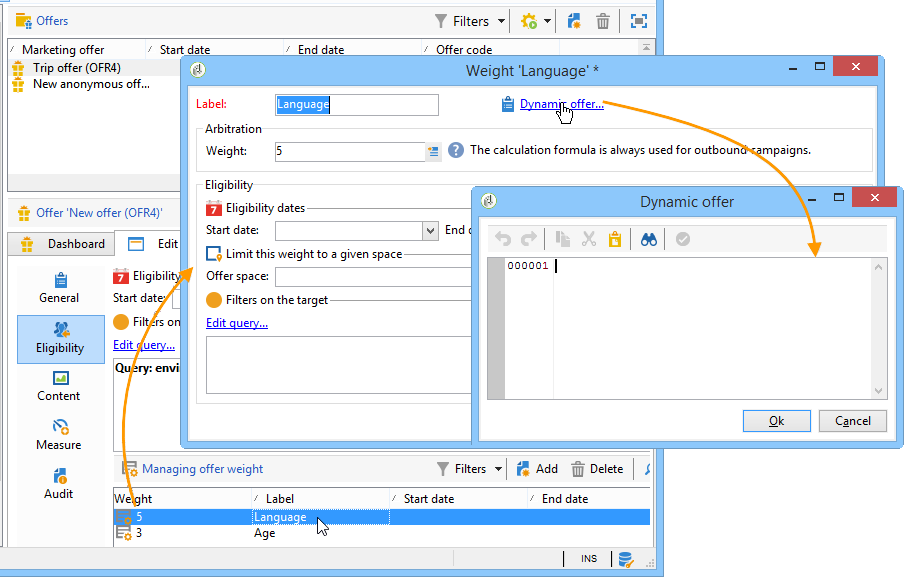 Offers
Filters
Marketing offer / Start date / End date / Offer code
Trip offer (OFR4)
New anonymous off...
Weight 'Language' *
Label: Language Dynamic offer...
Arbitration
Weight: 5 ? The calculation formula is always used for outbound campaigns.
Eligibility
7 Eligibility dates
Start date: End
Limit this weight to a given space
Offer space:
Filters on the target
Edit query...
Dynamic offer
000001
Ok Cancel
Offer 'New offer (OFR4)'
Dashboard Edit
General
Eligibility
Content
Measure
Audit
7 Eligibility
Start date:
Filters on
Edit query...
Query: envi
Managing offer weight Filters Add Delete
Weight / Label / Start date / End date
5 Language
3 Age
INS